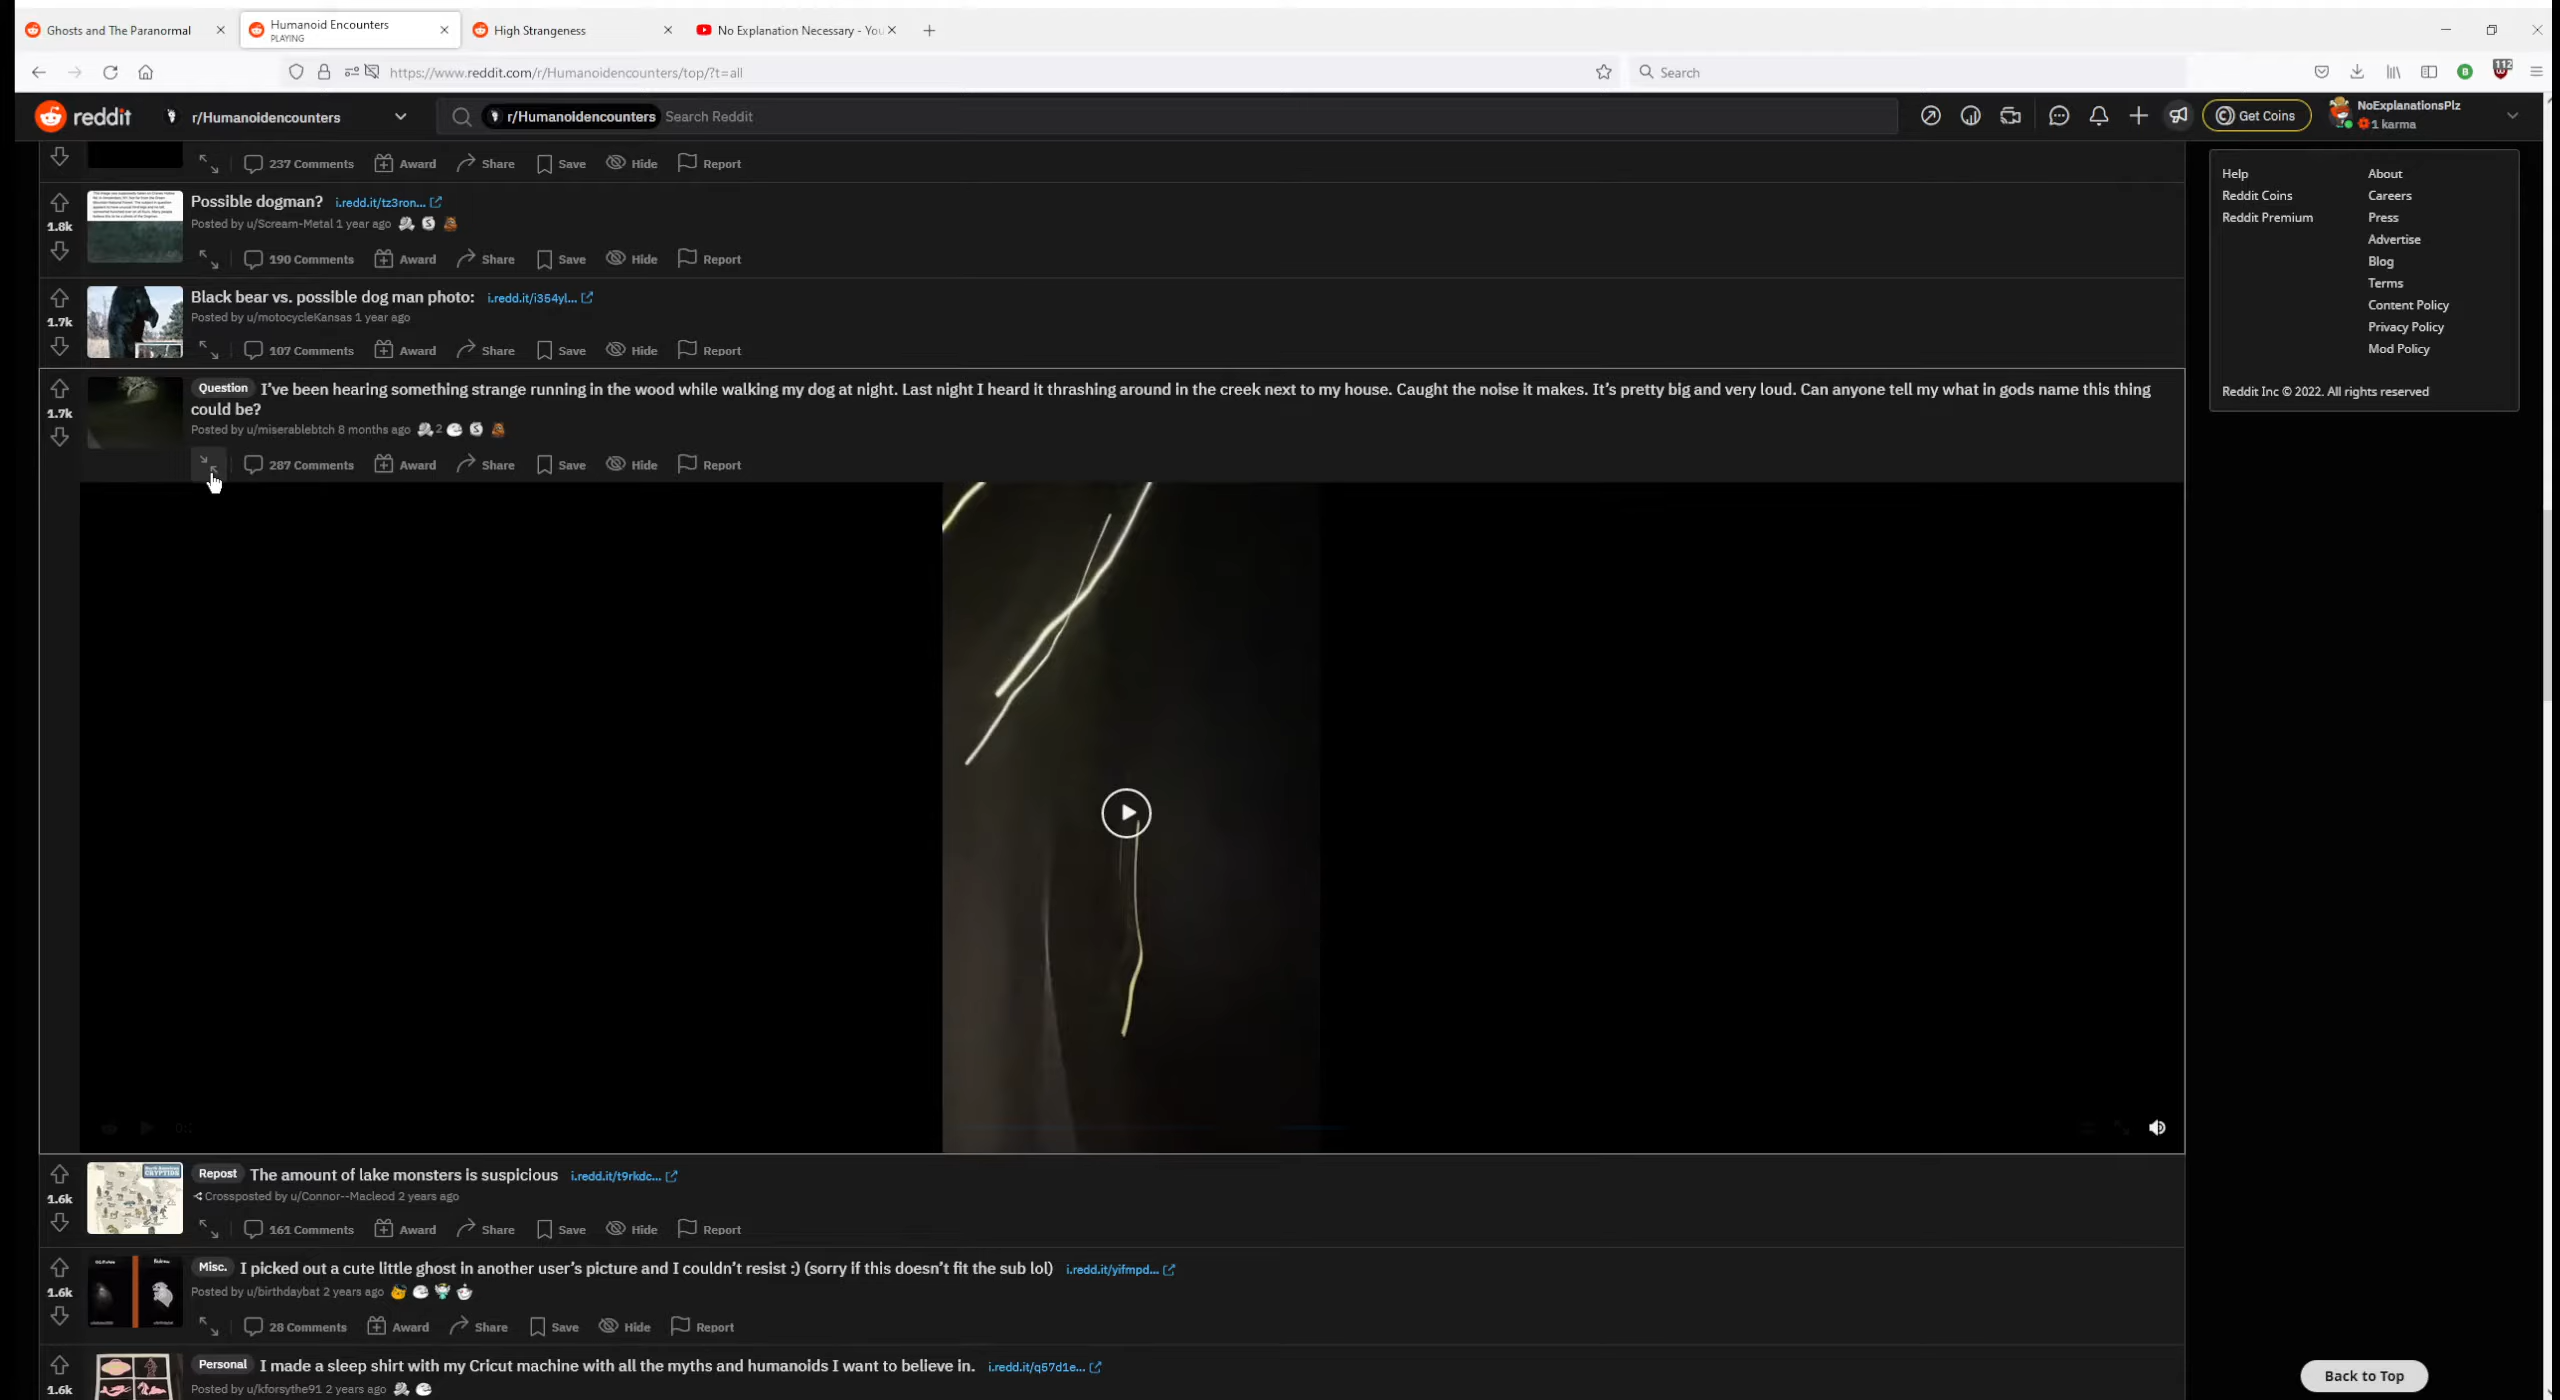 Ghosts and The Paranormal
Humanoid Encounters
PLAYING
High Strangeness
No Explanation Necessary - You
https://www.reddit.com/r/Humanoidencounters/top/?t=all
Search
112
reddit
r/Humanoidencounters
r/Humanoidencounters Search Reddit
Get Coins
NoExplanationsPlz
1 karma
237 Comments Award Share Save Hide Report
1.8k
Possible dogman? i.redd.it/tz3ron...
Posted by u/Scream-Metal 1 year ago
190 Comments Award Share Save Hide Report
1.7k
Black bear vs. possible dog man photo: i.redd.it/i354yl...
Posted by u/motocycleKansas 1 year ago
107 Comments Award Share Save Hide Report
1.7k
Question I've been hearing something strange running in the wood while walking my dog at night. Last night I heard it thrashing around in the creek next to my house. Caught the noise it makes. It's pretty big and very loud. Can anyone tell my what in gods name this thing
could be?
Posted by u/miserablebtch 8 months ago 2
287 Comments Award Share Save Hide Report
1.6k
Repost The amount of lake monsters is suspicious i.redd.it/t9rkdc...
Crossposted by u/Connor--Macleod 2 years ago
161 Comments Award Share Save Hide Report
1.6k
Misc. I picked out a cute little ghost in another user's picture and I couldn't resist :) (sorry if this doesn't fit the sub lol) i.redd.it/yifmpd...
Posted by u/birthdaybat 2 years ago
28 Comments Award Share Save Hide Report
1.6k
Personal I made a sleep shirt with my Cricut machine with all the myths and humanoids I want to believe in. i.redd.it/q57d1e...
Posted by u/kforsythe91 2 years ago
Help
Reddit Coins
Reddit Premium
About
Careers
Press
Advertise
Blog
Terms
Content Policy
Privacy Policy
Mod Policy
Reddit Inc © 2022. All rights reserved
Back to Top